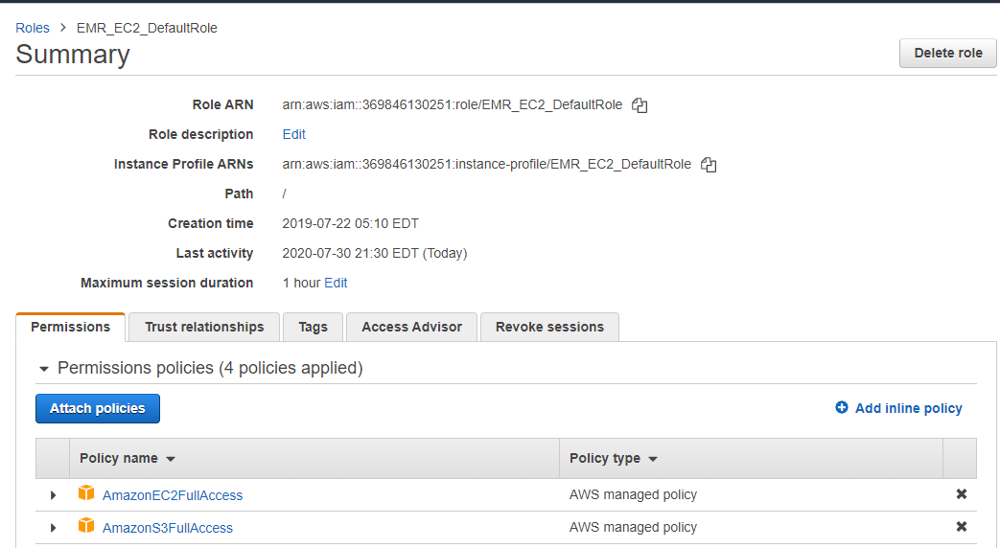 Roles > EMR_EC2_DefaultRole
Summary
Delete role
Role ARN arn:aws:iam::369846130251:role/EMR_EC2_DefaultRole
Role description Edit
Instance Profile ARNs arn:aws:iam::369846130251:instance-profile/EMR_EC2_DefaultRole
Path /
Creation time 2019-07-22 05:10 EDT
Last activity 2020-07-30 21:30 EDT (Today)
Maximum session duration 1 hour Edit
Permissions Trust relationships Tags Access Advisor Revoke sessions
Permissions policies (4 policies applied)
Attach policies Add inline policy
Policy name Policy type
AmazonEC2FullAccess AWS managed policy
AmazonS3FullAccess AWS managed policy